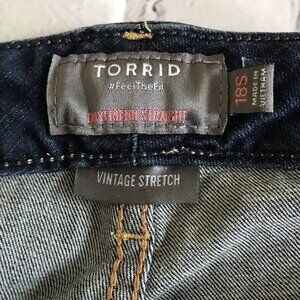 TORRID
#FeelTheFit
BOYFRIEND STRAIGHT
18S
MADE IN
VIETNAM
VINTAGE STRETCH